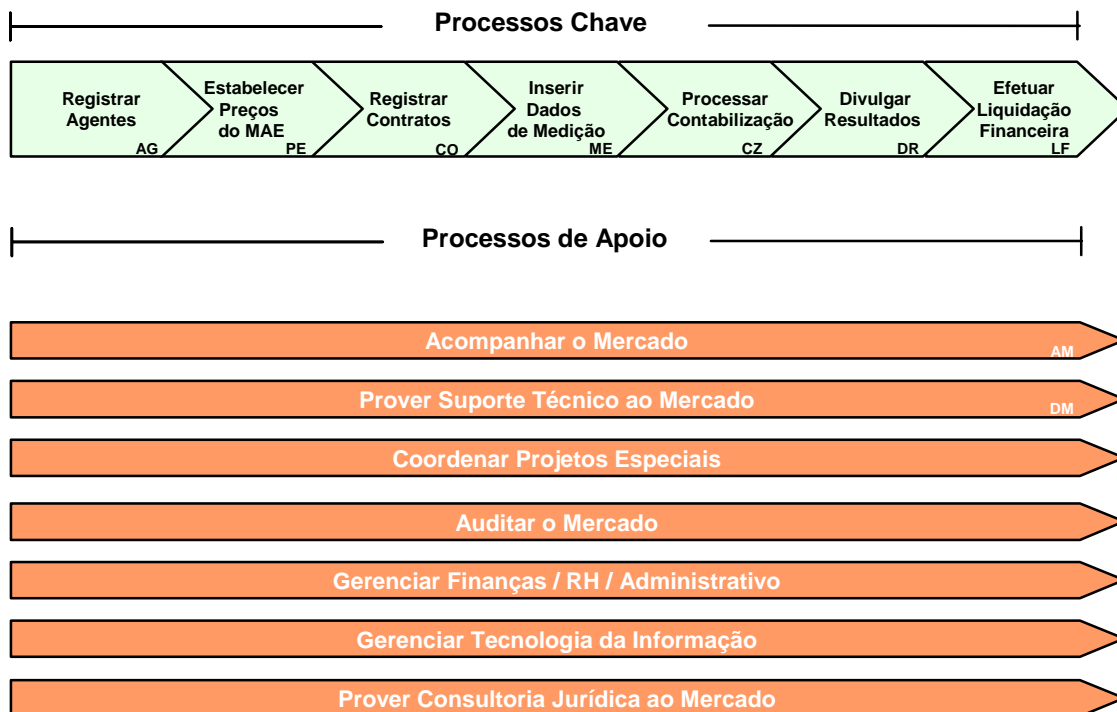 Processos Chave
Registrar
Agentes
AG
Estabelecer
Preços
do MAE
PE
Registrar
Contratos
CO
Inserir
Dados
de Medição
ME
Processar
Contabilização
CZ
Divulgar
Resultados
DR
Efetuar
Liquidação
Financeira
LF
Processos de Apoio
Acompanhar o Mercado
AM
Prover Suporte Técnico ao Mercado
DM
Coordenar Projetos Especiais
Auditar o Mercado
Gerenciar Finanças / RH / Administrativo
Gerenciar Tecnologia da Informação
Prover Consultoria Jurídica ao Mercado